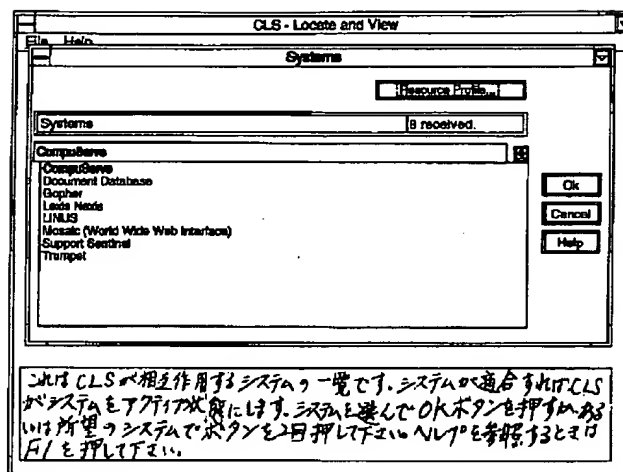 CLS - Locate and View
File Help
Systems
Resource Profile...
Systems 8 received.
CompuServe
CompuServe
Document Database
Gopher
Lexis Nexis
LINUS
Mosaic (World Wide Web Interface)
Support Sentinel
Trumpet
Ok
Cancel
Help
これはCLSが相互作用するシステムの一覧です。システムが適合すればCLS
がシステムをアクティブ状態にします。システムを選んでOKボタンを押すかある
いは所望のシステムでボタンを2回押して下さい。ヘルプを参照するときは
F1を押して下さい。